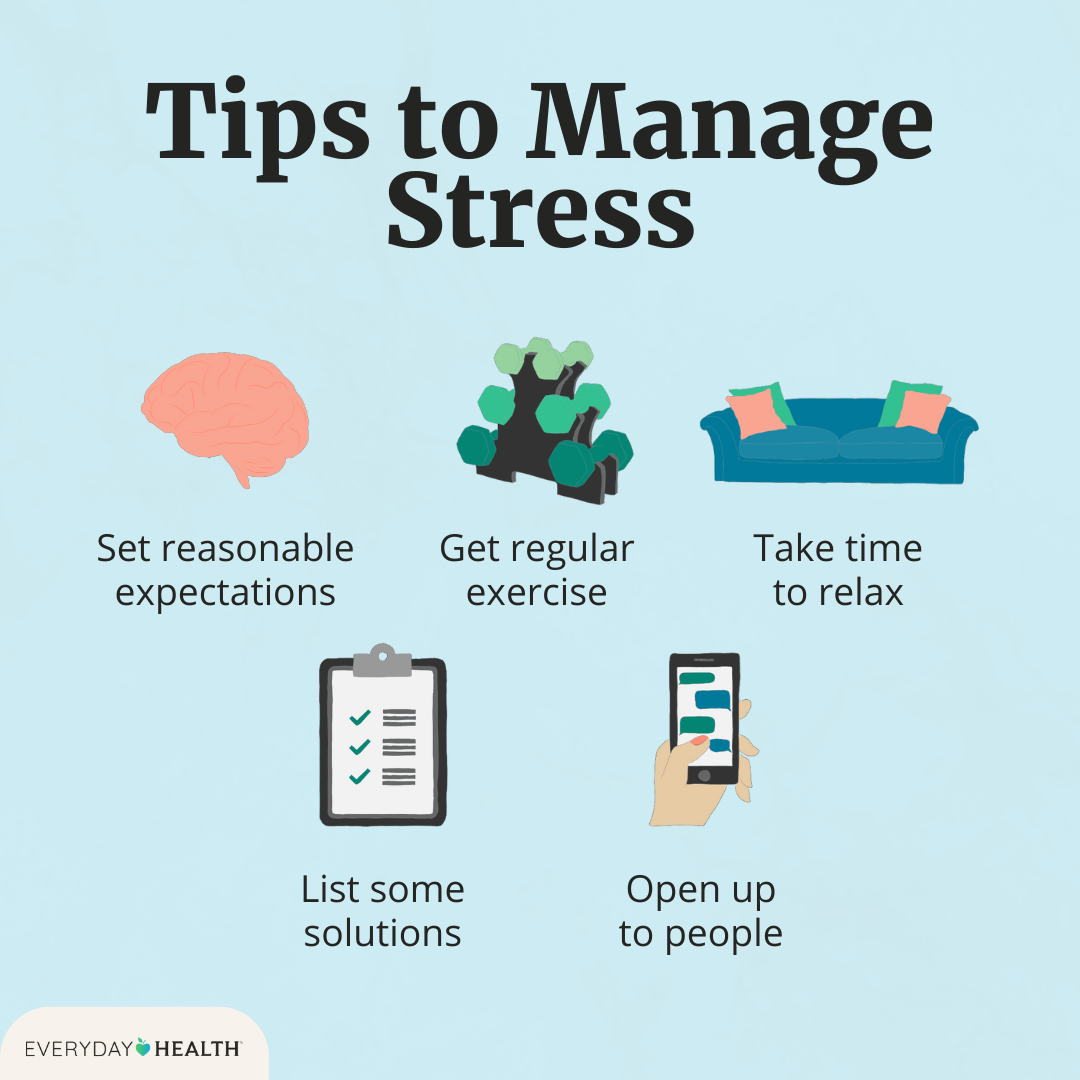 Tips to Manage
Stress
Set reasonable
expectations
Get regular
exercise
Take time
to relax
List some
solutions
Open up
to people
EVERYDAY HEALTH